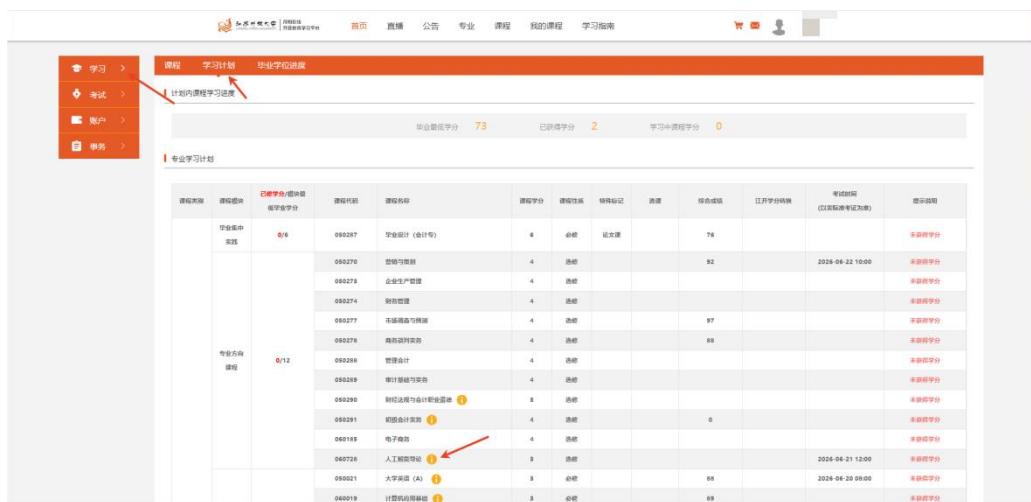 江苏开放大学
首页 直播 公告 专业 课程 我的课程 学习指南
学习
考试
账户
事务
课程 学习计划 毕业学位进度
计划内课程学习进度
毕业最低学分 73 已获得学分 2 学习中课程学分 0
专业学习计划
课程类别 课程模块 已修学分/模块最低毕业学分 课程代码 课程名称 课程学分 课程性质 特殊标记 选课 综合成绩 江开学分转换 考试时间(以实际准考证为准) 提示说明
毕业集中实践 0/6 050287 毕业设计 (会计专) 6 必修 论文课 76 未获得学分
专业方向课程 0/12
050270 营销与策划 4 选修 92 2026-06-22 10:00 未获得学分
050273 企业生产管理 4 选修 未获得学分
050274 财务管理 4 选修 未获得学分
050277 市场调查与预测 4 选修 97 未获得学分
050278 商务谈判实务 4 选修 88 未获得学分
050288 管理会计 4 选修 未获得学分
050289 审计基础与实务 4 选修 未获得学分
050290 财经法规与会计职业道德 3 选修 未获得学分
050291 初级会计实务 4 选修 0 未获得学分
060185 电子商务 4 选修 未获得学分
060728 人工智能导论 3 选修 2026-06-21 12:00 未获得学分
050021 大学英语 (A) 3 必修 68 2026-06-20 08:00 未获得学分
060019 计算机应用基础 3 必修 69 未获得学分